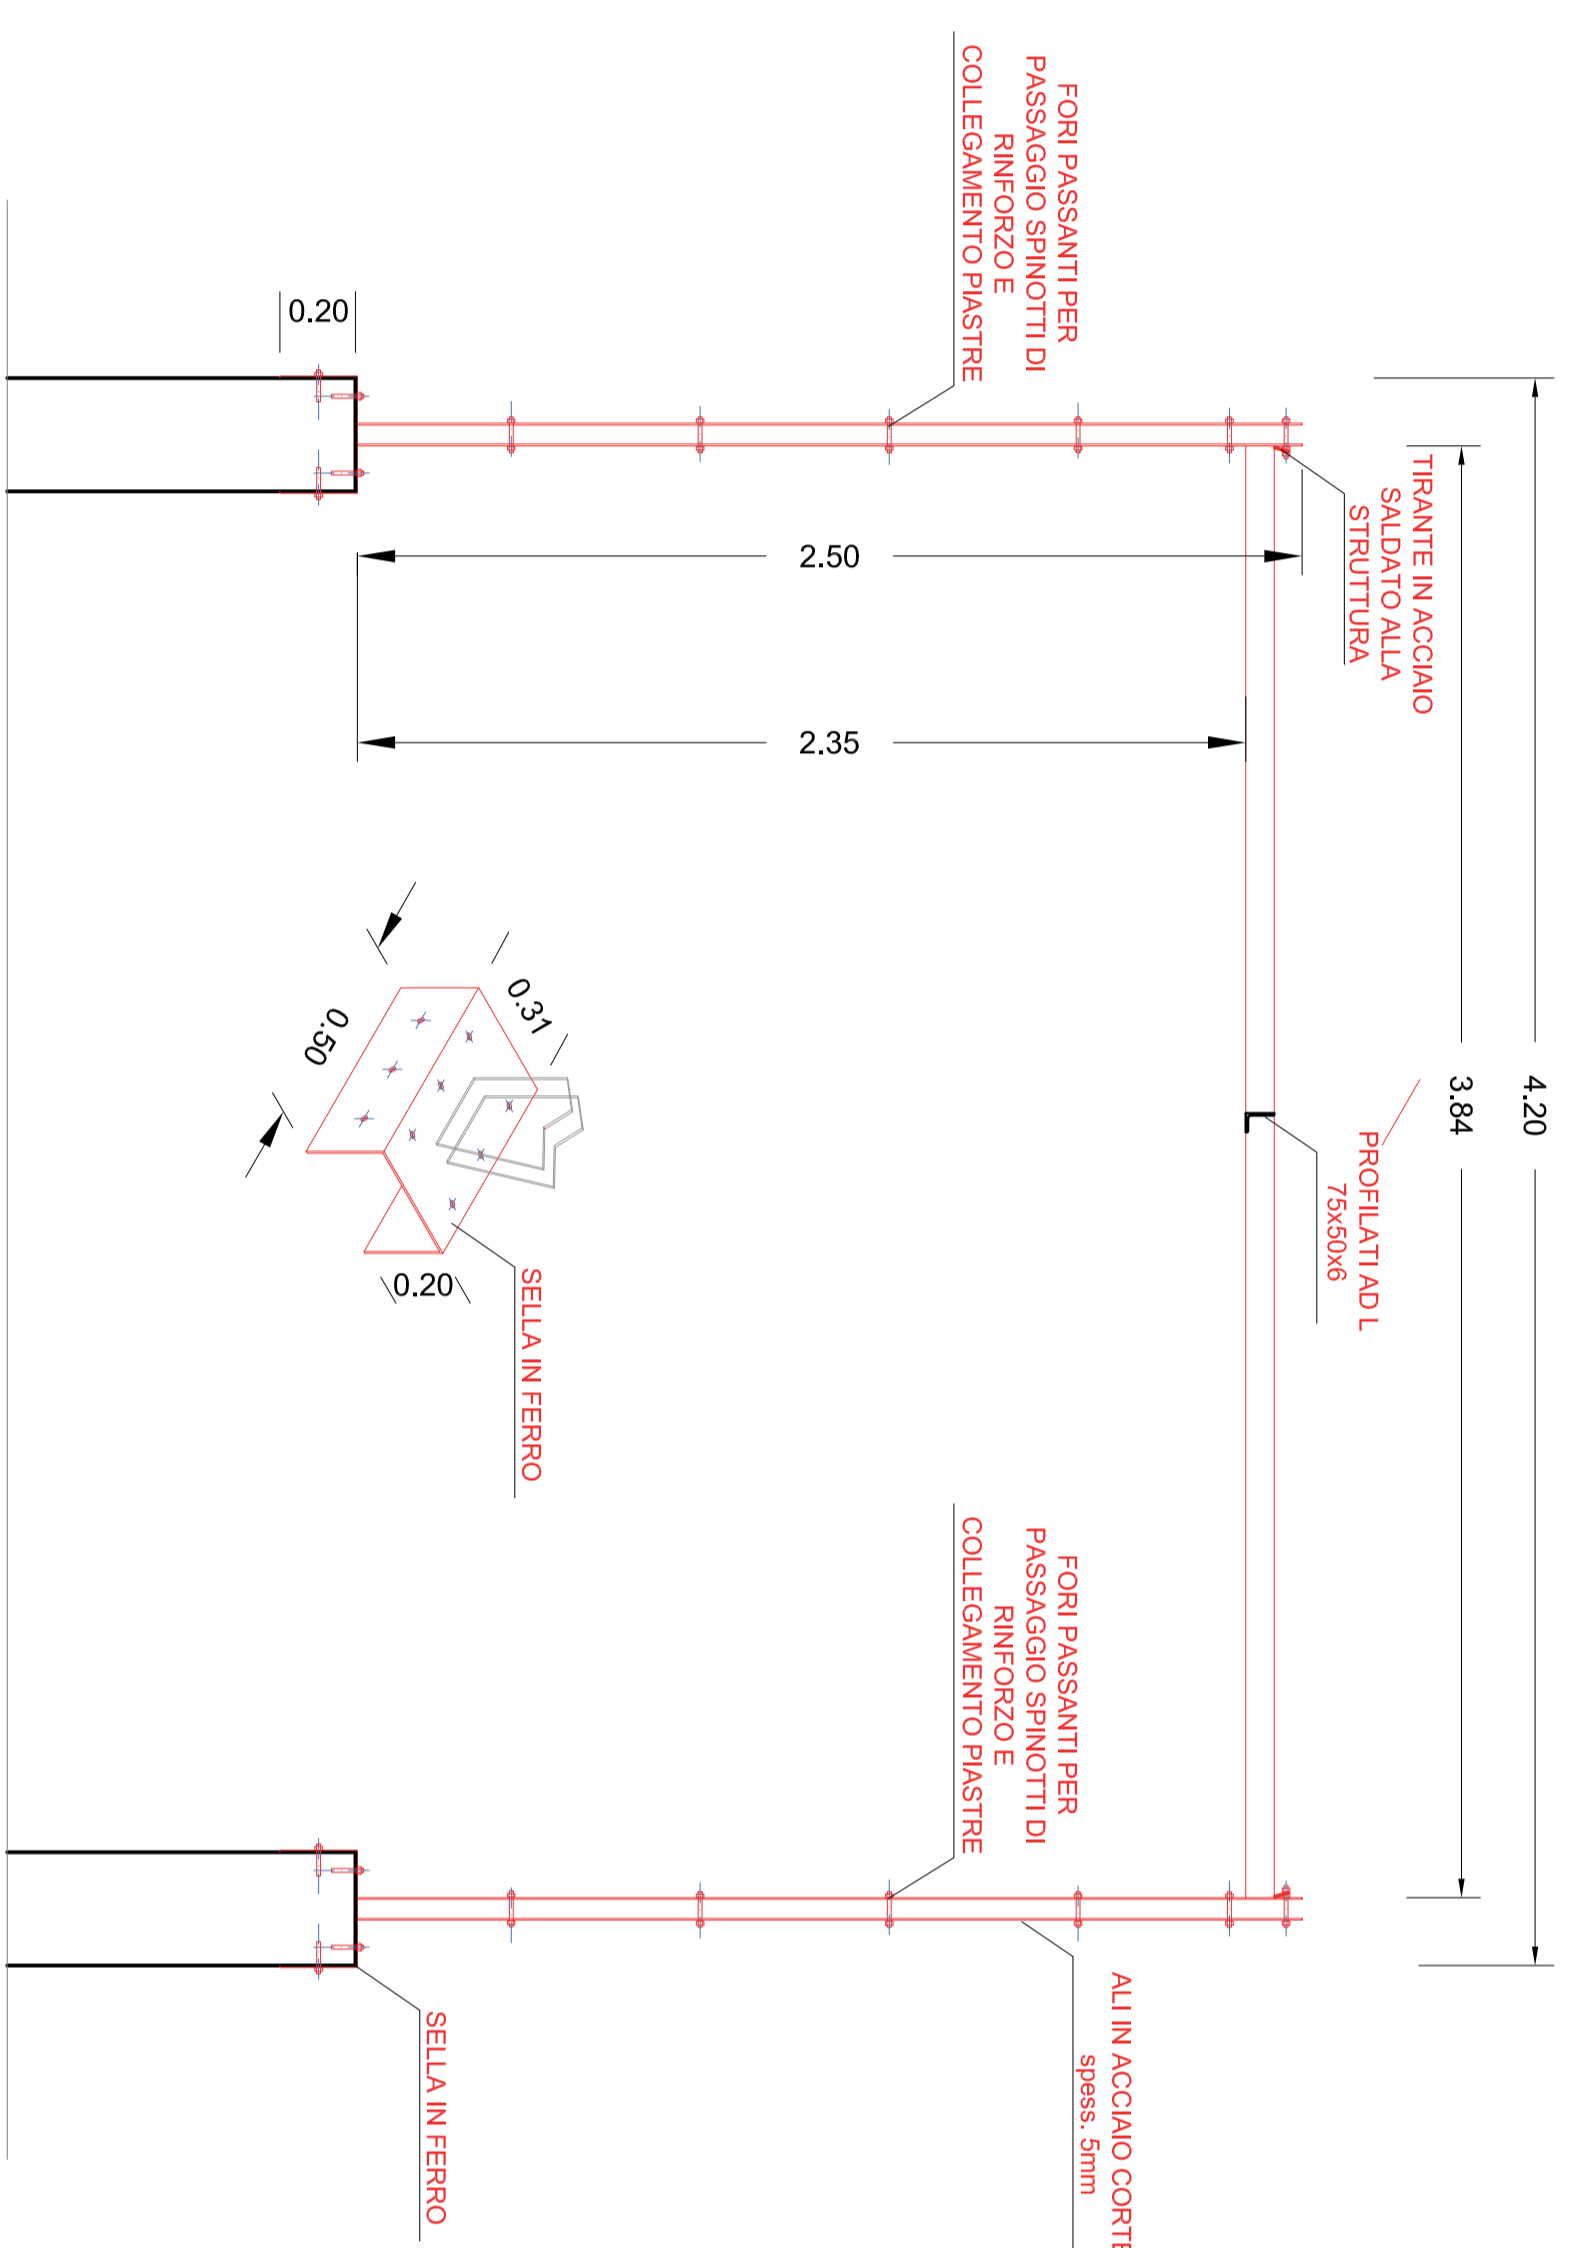 4.20
3.84
TIRANTE IN ACCIAIO
SALDATO ALLA
STRUTTURA
PROFILATI AD L
75x50x6
FORI PASSANTI PER
PASSAGGIO SPINOTTI DI
RINFORZO E
COLLEGAMENTO PIASTRE
FORI PASSANTI PER
PASSAGGIO SPINOTTI DI
RINFORZO E
COLLEGAMENTO PIASTRE
ALI IN ACCIAIO
spess. 5mm
2.50
2.35
0.31
0.50
0.20
SELLA IN FERRO
0.20
SELLA IN FERRO